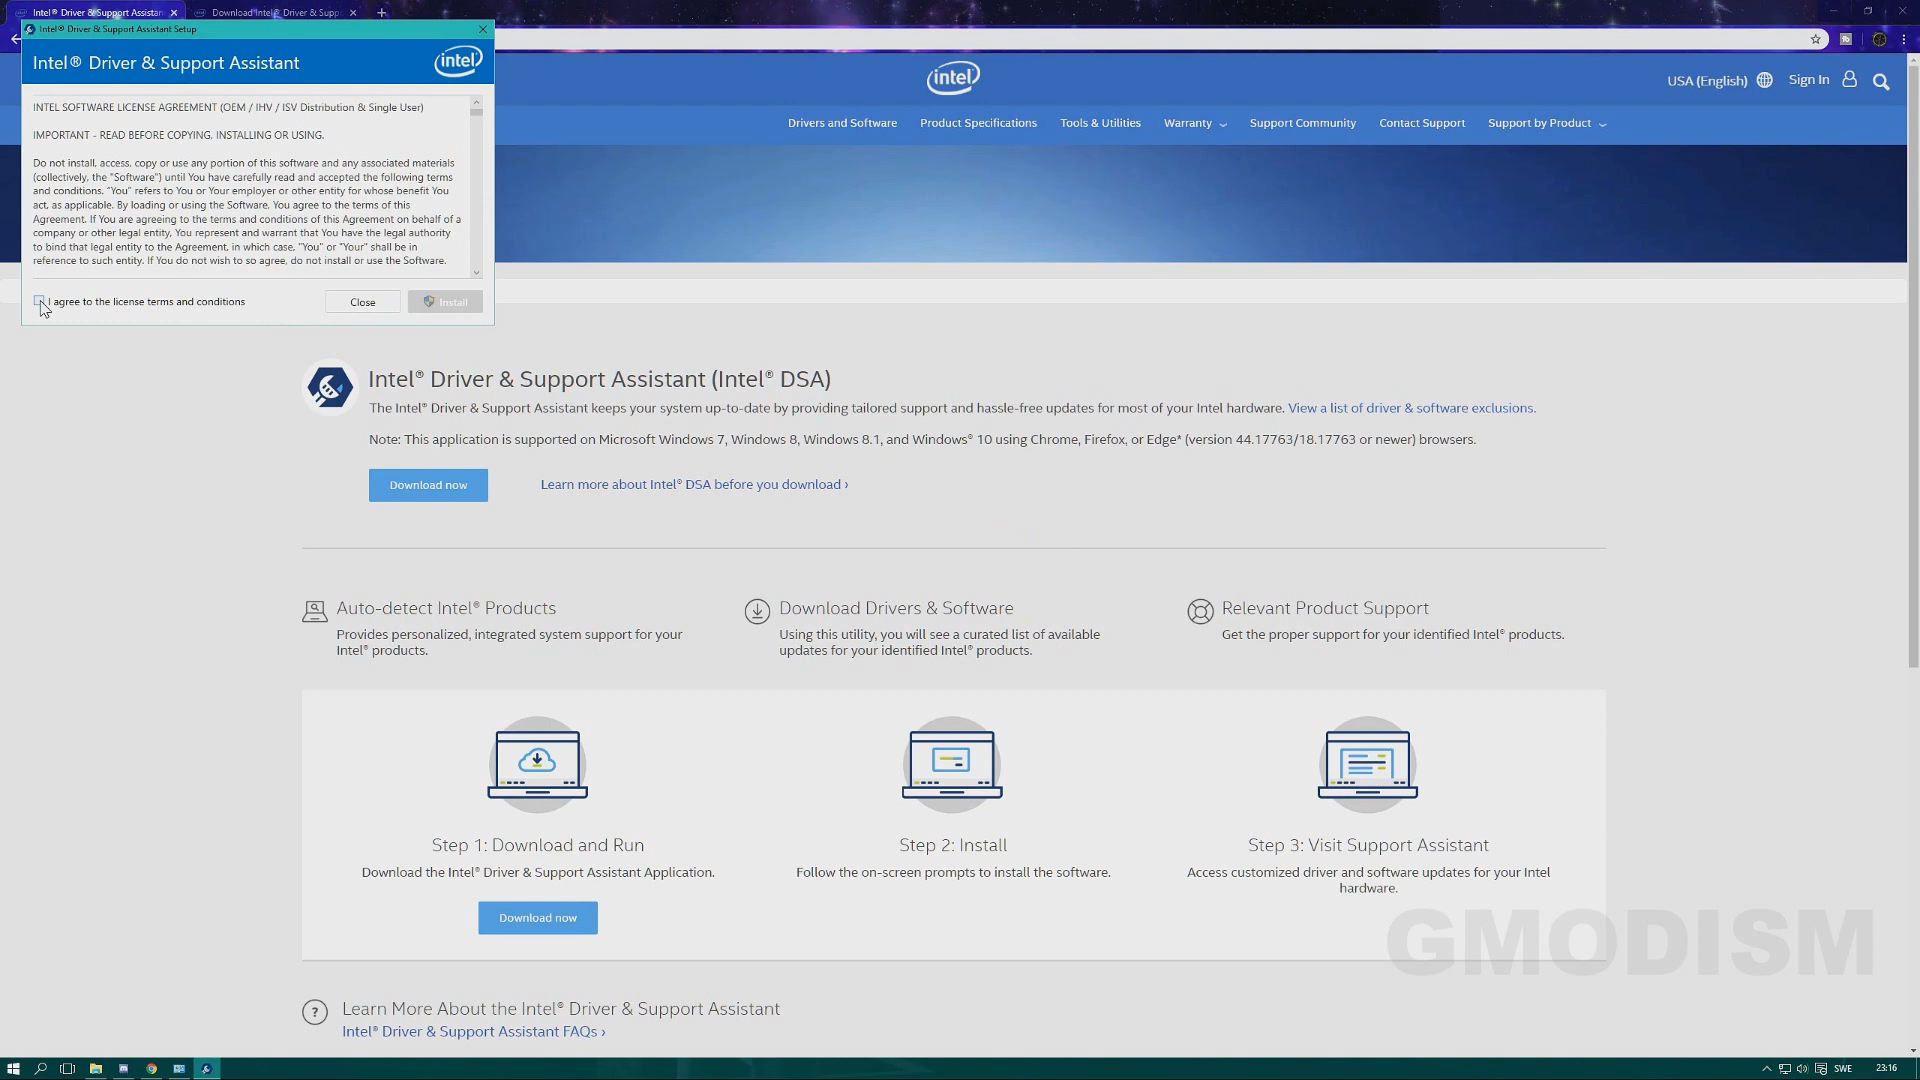 Intel® Driver & Support Assistan
Download Intel® Driver & Supp
Intel® Driver & Support Assistant Setup
Intel® Driver & Support Assistant
intel
INTEL SOFTWARE LICENSE AGREEMENT (OEM / IHV / ISV Distribution & Single User)
IMPORTANT - READ BEFORE COPYING, INSTALLING OR USING.
Do not install, access, copy or use any portion of this software and any associated materials
(collectively, the "Software") until You have carefully read and accepted the following terms
and conditions. "You" refers to You or Your employer or other entity for whose benefit You
act, as applicable. By loading or using the Software, You agree to the terms of this
Agreement. If You are agreeing to the terms and conditions of this Agreement on behalf of a
company or other legal entity, You represent and warrant that You have the legal authority
to bind that legal entity to the Agreement, in which case, "You" or "Your" shall be in
reference to such entity. If You do not wish to so agree, do not install or use the Software.
I agree to the license terms and conditions
Close
Install
intel
USA (English)
Sign In
Drivers and Software
Product Specifications
Tools & Utilities
Warranty
Support Community
Contact Support
Support by Product
Intel® Driver & Support Assistant (Intel® DSA)
The Intel® Driver & Support Assistant keeps your system up-to-date by providing tailored support and hassle-free updates for most of your Intel hardware. View a list of driver & software exclusions.
Note: This application is supported on Microsoft Windows 7, Windows 8, Windows 8.1, and Windows® 10 using Chrome, Firefox, or Edge* (version 44.17763/18.17763 or newer) browsers.
Download now
Learn more about Intel® DSA before you download ›
Auto-detect Intel® Products
Provides personalized, integrated system support for your
Intel® products.
Download Drivers & Software
Using this utility, you will see a curated list of available
updates for your identified Intel® products.
Relevant Product Support
Get the proper support for your identified Intel® products.
Step 1: Download and Run
Download the Intel® Driver & Support Assistant Application.
Download now
Step 2: Install
Follow the on-screen prompts to install the software.
Step 3: Visit Support Assistant
Access customized driver and software updates for your Intel
hardware.
GMODISM
Learn More About the Intel® Driver & Support Assistant
Intel® Driver & Support Assistant FAQs ›
SWE
23:16